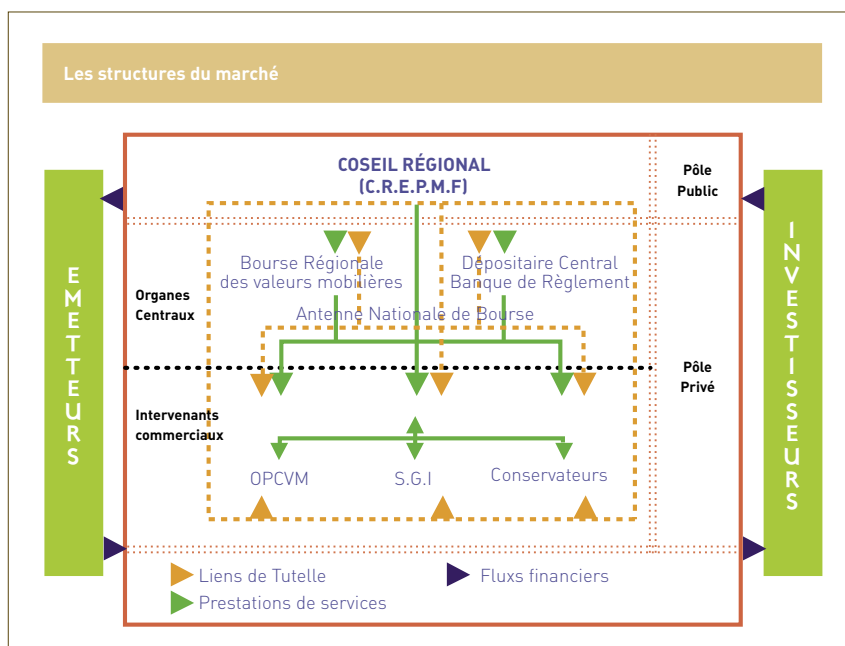 Les structures du marché
COSEIL RÉGIONAL
(C.R.E.P.M.F)
Pôle
Public
EMETTEURS
INVESTISSEURS
Bourse Régionale
des valeurs mobilières
Dépositaire Central
Banque de Règlement
Organes
Centraux
Antenne Nationale de Bourse
Pôle
Privé
Intervenants
commerciaux
OPCVM
S.G.I
Conservateurs
Liens de Tutelle
Fluxs financiers
Prestations de services